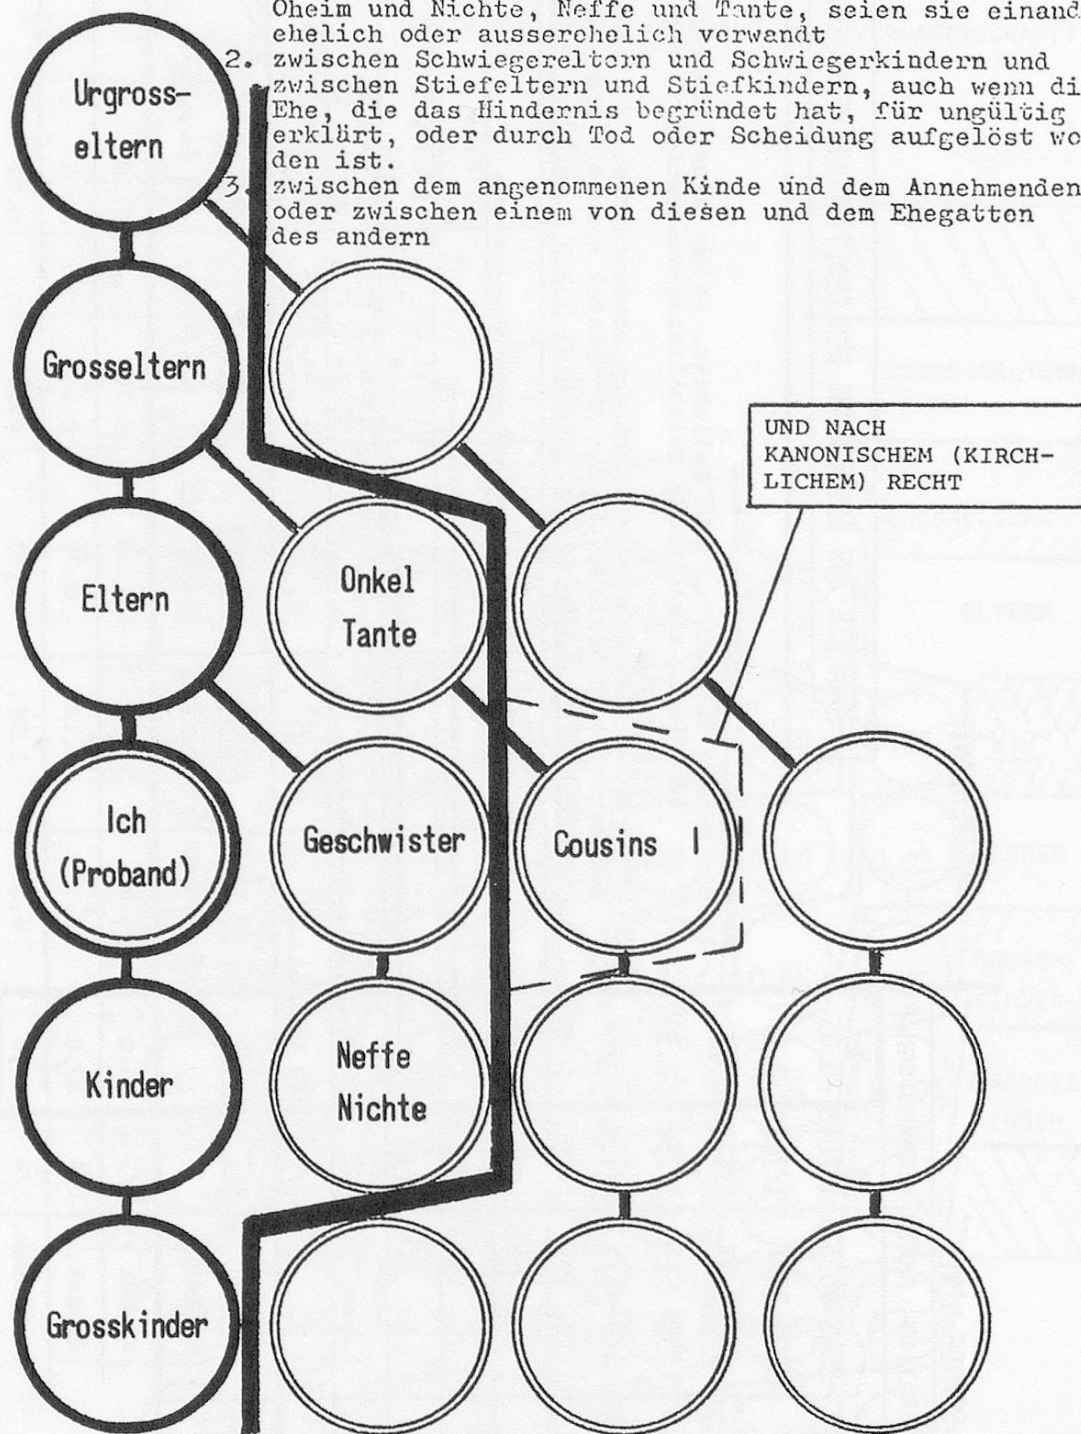 Oheim und Nichte, Neffe und Tante, seien sie einand
ehelich oder ausserehelich verwandt
2. zwischen Schwiegereltern und Schwiegerkindern und
zwischen Stiefeltern und Stiefkindern, auch wenn di
Ehe, die das Hindernis begründet hat, für ungültig
erklärt, oder durch Tod oder Scheidung aufgelöst wo
den ist.
3. zwischen dem angenommenen Kinde und dem Annehmenden
oder zwischen einem von diesen und dem Ehegatten
des andern
Urgross-
eltern
Grosseltern
UND NACH
KANONISCHEM (KIRCH-
LICHEM) RECHT
Eltern
Onkel
Tante
Ich
(Proband)
Geschwister
Cousins I
Kinder
Neffe
Nichte
Grosskinder